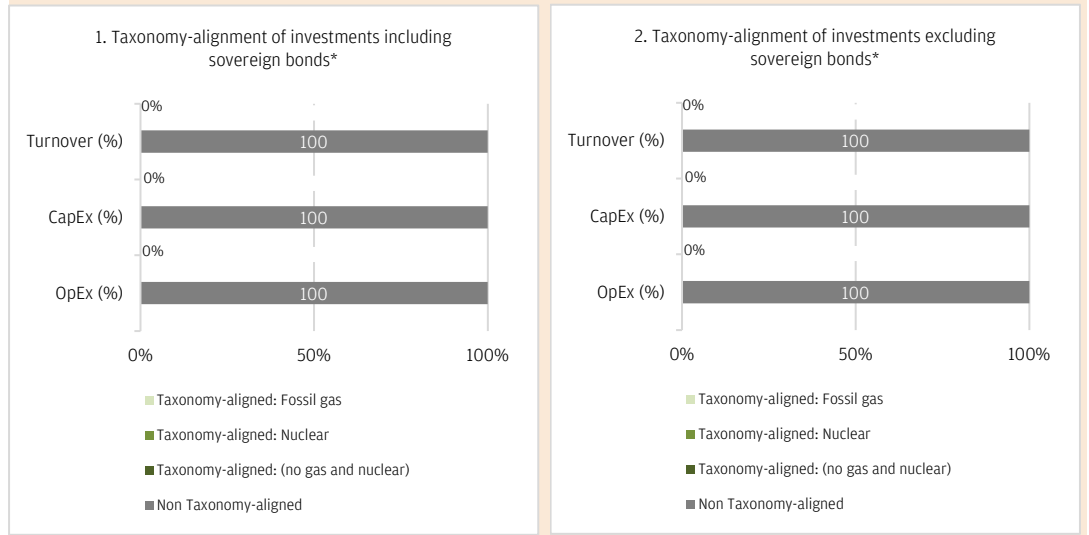 1. Taxonomy-alignment of investments including
sovereign bonds*
0%
Turnover (%)
100
0%
CapEx (%)
100
0%
OpEx (%)
100
0%
50%
100%
Taxonomy-aligned: Fossil gas
Taxonomy-aligned: Nuclear
Taxonomy-aligned: (no gas and nuclear)
Non Taxonomy-aligned
2. Taxonomy-alignment of investments excluding
sovereign bonds*
0%
Turnover (%)
100
0%
CapEx (%)
100
0%
OpEx (%)
100
0%
50%
100%
Taxonomy-aligned: Fossil gas
Taxonomy-aligned: Nuclear
Taxonomy-aligned: (no gas and nuclear)
Non Taxonomy-aligned